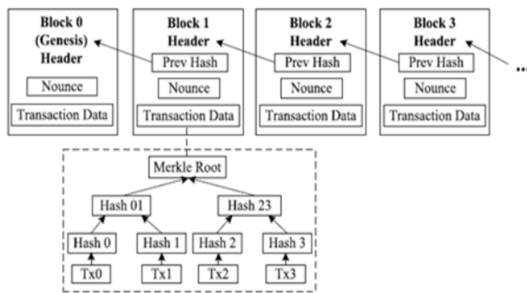 Block 0
(Genesis)
Header
Nounce
Transaction Data
Block 1
Header
Prev Hash
Nounce
Transaction Data
Block 2
Header
Prev Hash
Nounce
Transaction Data
Block 3
Header
Prev Hash
Nounce
Transaction Data
...
Merkle Root
Hash 01
Hash 23
Hash 0
Hash 1
Hash 2
Hash 3
Tx0
Tx1
Tx2
Tx3